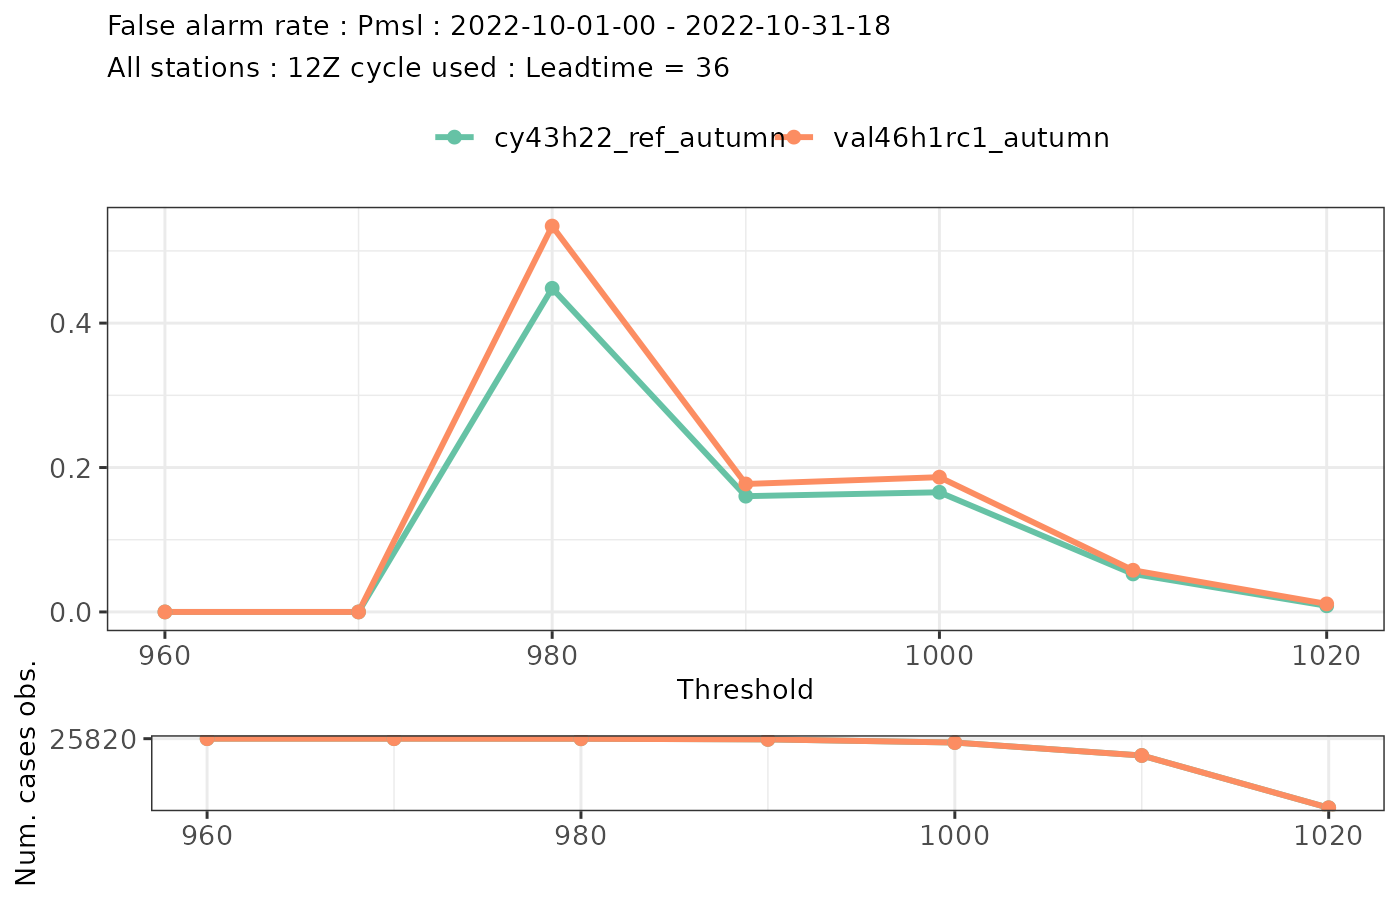 False alarm rate : Pmsl : 2022-10-01-00 - 2022-10-31-18
All stations : 12Z cycle used : Leadtime = 36
cy43h22_ref_autumn val46h1rc1_autumn
0.4
0.2
0.0
960 980 1000 1020
Threshold
Num. cases obs.
25820
960 980 1000 1020